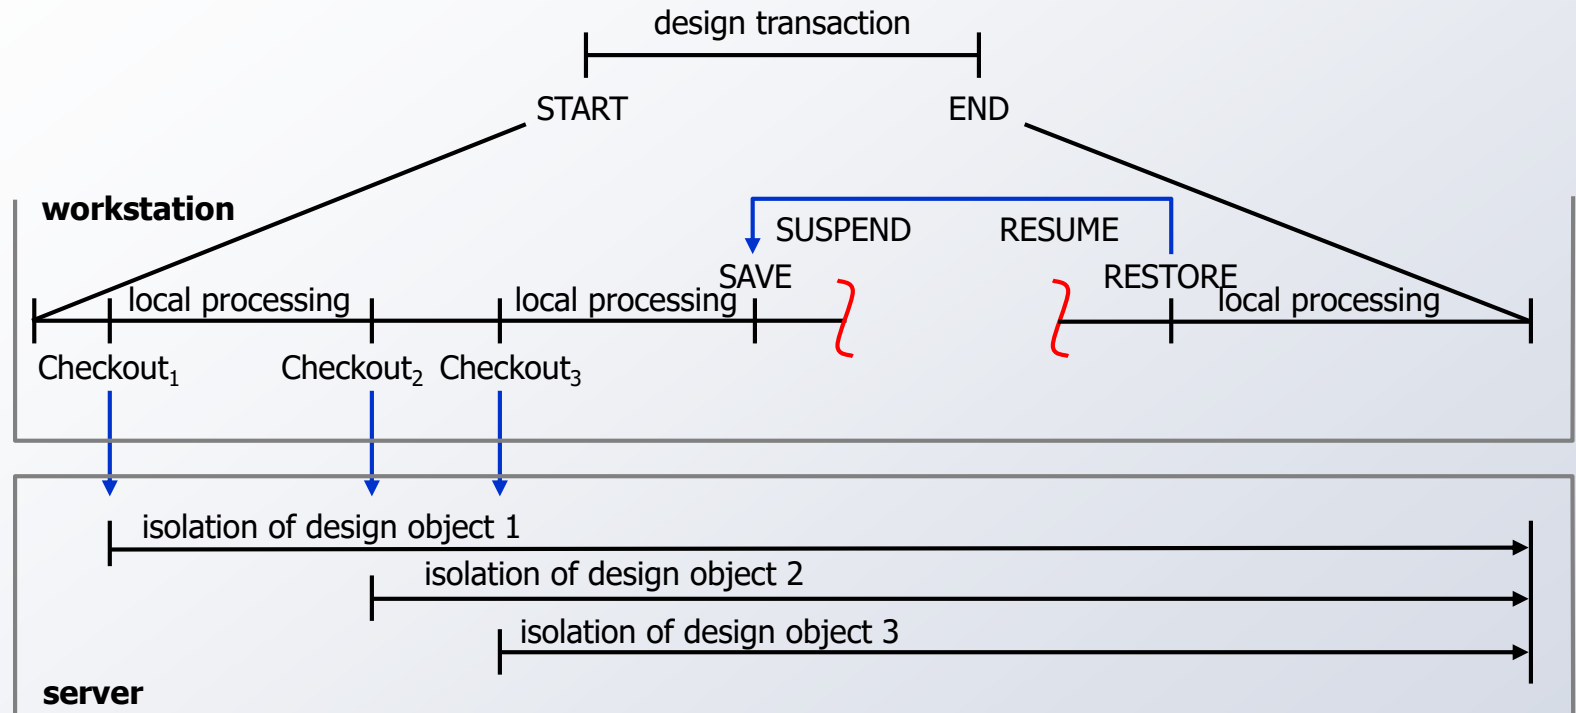 design transaction
START
END
workstation
SUSPEND
RESUME
SAVE
RESTORE
local processing
local processing
local processing
Checkout₁
Checkout₂
Checkout₃
isolation of design object 1
isolation of design object 2
isolation of design object 3
server